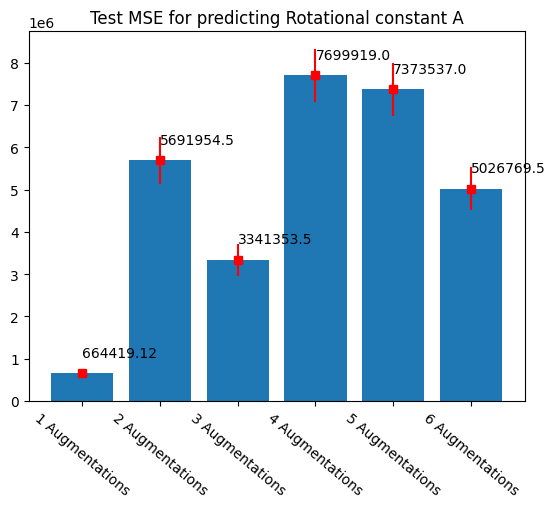 Test MSE for predicting Rotational constant A
1e6
8
7
6
5
4
3
2
1
0
664419.12
5691954.5
3341353.5
7699919.0
7373537.0
5026769.5
1 Augmentations
2 Augmentations
3 Augmentations
4 Augmentations
5 Augmentations
6 Augmentations